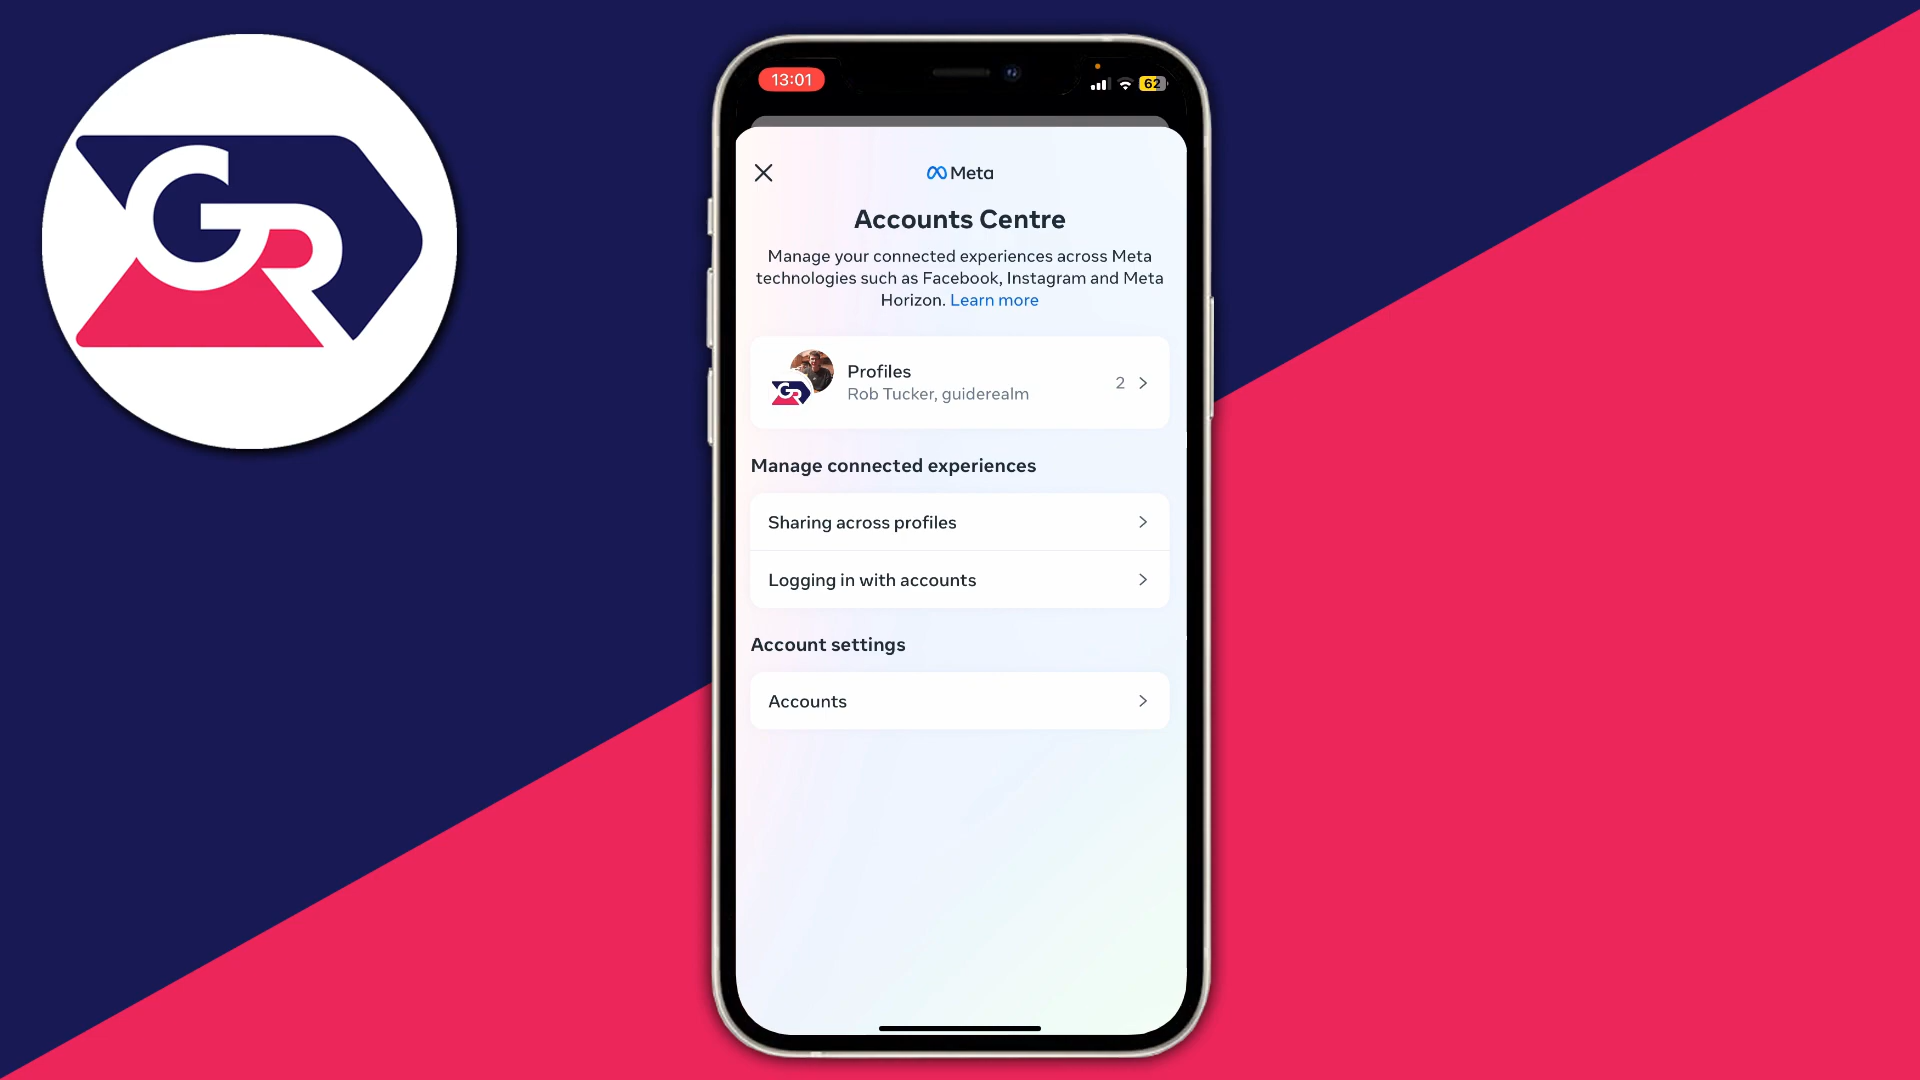 GR
13:01
62
Meta
Accounts Centre
Manage your connected experiences across Meta
technologies such as Facebook, Instagram and Meta
Horizon. Learn more
GR
Profiles
Rob Tucker, guiderealm
2
Manage connected experiences
Sharing across profiles
Logging in with accounts
Account settings
Accounts